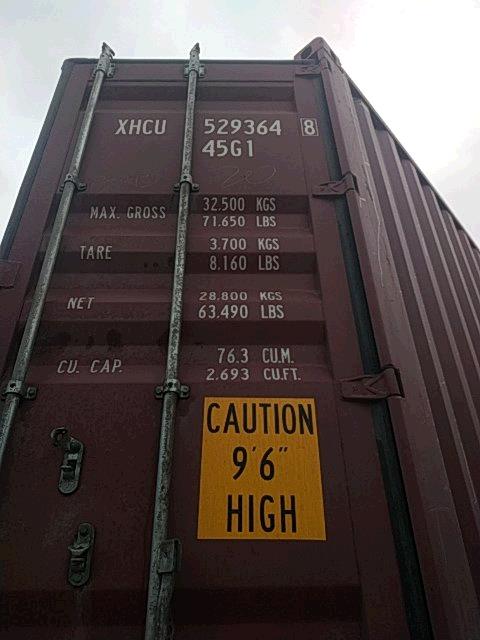 XHCU 529364 8
45G1
MAX. GROSS 32.500 KGS
71.650 LBS
TARE 3.700 KGS
8.160 LBS
NET 28.800 KGS
63.490 LBS
CU. CAP. 76.3 CU.M.
2.693 CU.FT.
CAUTION
9'6"
HIGH